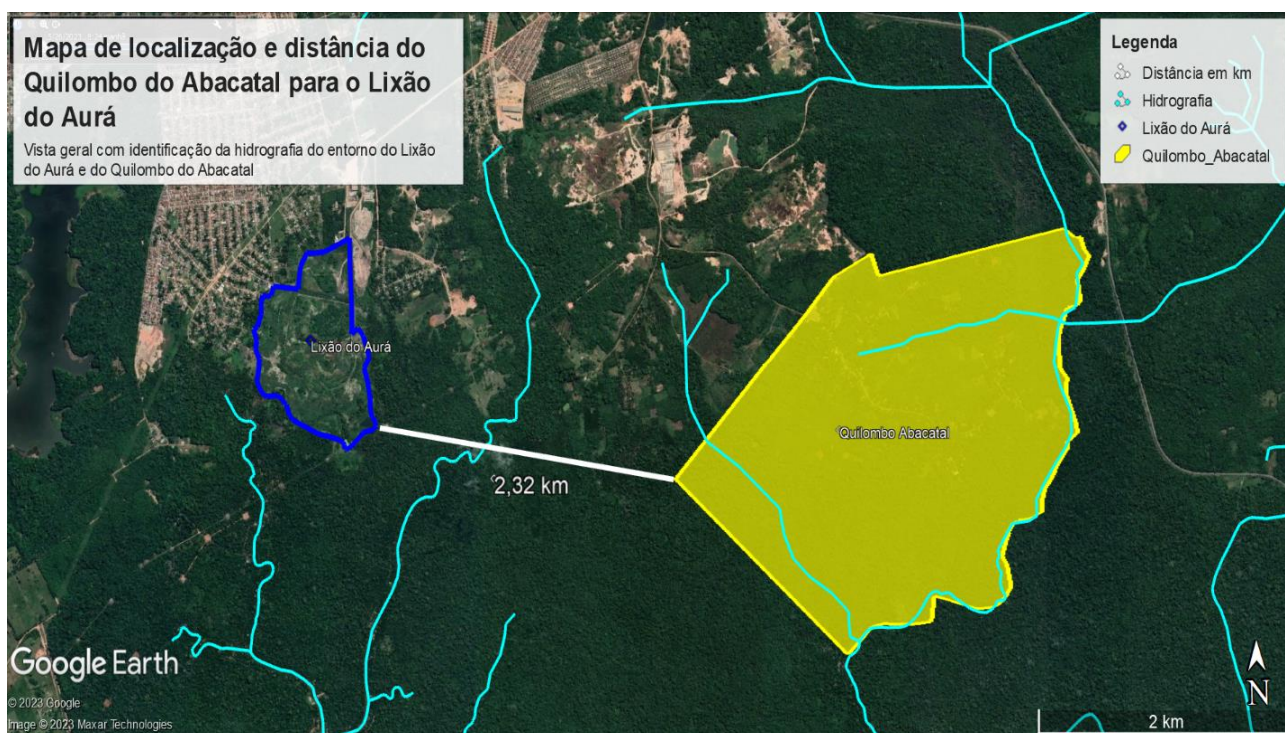 Mapa de localização e distância do
Quilombo do Abacatal para o Lixão
do Aurá
Vista geral com identificação da hidrografia do entorno do Lixão
do Aurá e do Quilombo do Abacatal
Legenda
Distância em km
Hidrografia
Lixão do Aurá
Quilombo_Abacatal
Lixão do Aurá
Quilombo Abacatal
2,32 km
Google Earth
© 2023 Google
Image © 2023 Maxar Technologies
N
2 km